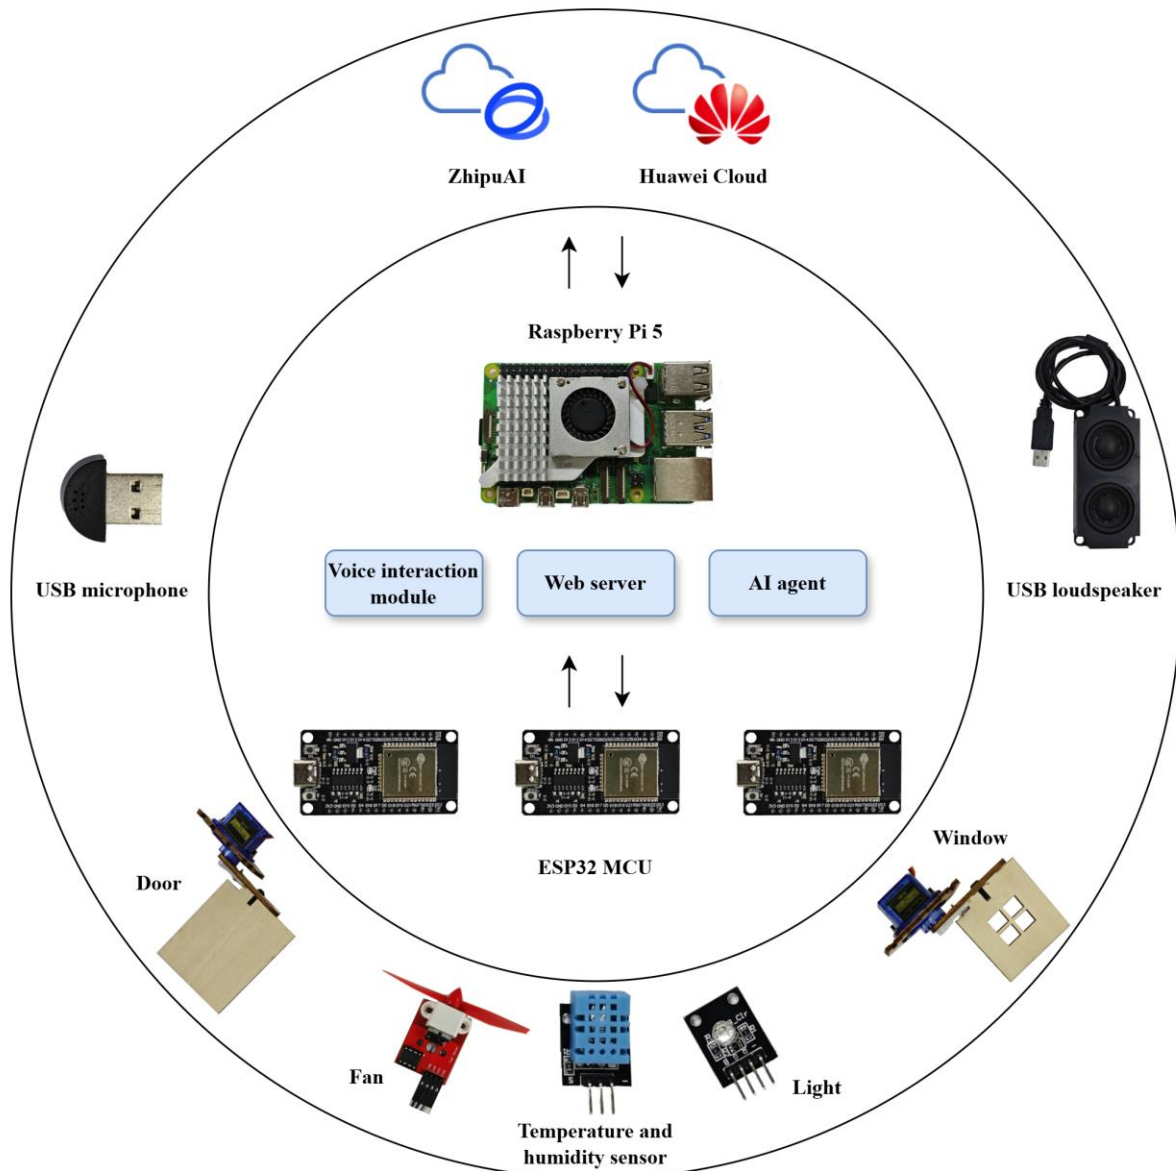 ZhipuAI
Huawei Cloud
Raspberry Pi 5
USB microphone
Voice interaction
module
Web server
AI agent
USB loudspeaker
ESP32 MCU
Door
Window
Fan
Light
Temperature and
humidity sensor